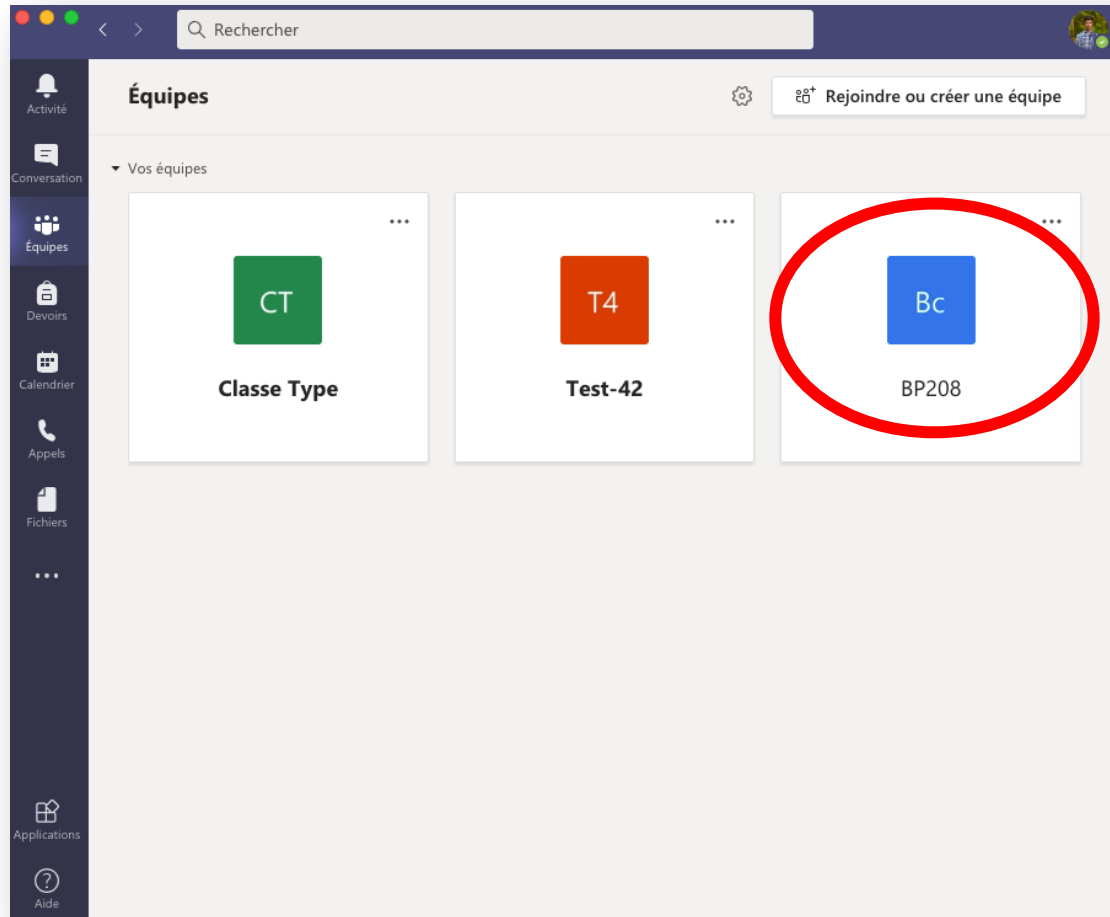 Rechercher
Activité
Conversation
Équipes
Devoirs
Calendrier
Appels
Fichiers
Applications
Aide
Équipes
Rejoindre ou créer une équipe
Vos équipes
CT
Classe Type
T4
Test-42
Bc
BP208